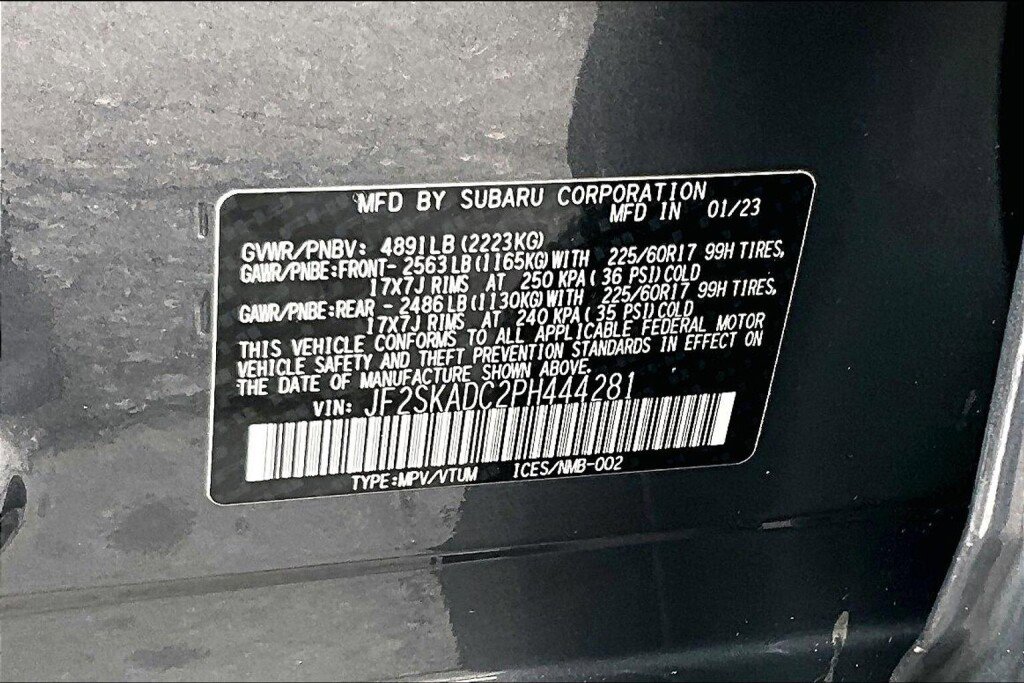 MFD BY SUBARU CORPORATION
MFD IN 01/23
GVWR/PNBV: 4891LB(2223KG)
GAWR/PNBE:FRONT- 2563LB(1165KG)WITH 225/60R17 99H TIRES,
17X7J RIMS AT 250 KPA( 36 PSI)COLD
GAWR/PNBE:REAR - 2486LB(1130KG)WITH 225/60R17 99H TIRES,
17X7J RIMS AT 240 KPA( 35 PSI)COLD
THIS VEHICLE CONFORMS TO ALL APPLICABLE FEDERAL MOTOR
VEHICLE SAFETY AND THEFT PREVENTION STANDARDS IN EFFECT ON
THE DATE OF MANUFACTURE SHOWN ABOVE.
VIN: JF2SKADC2PH444281
TYPE:MPV/VTUM ICES/NMB-002